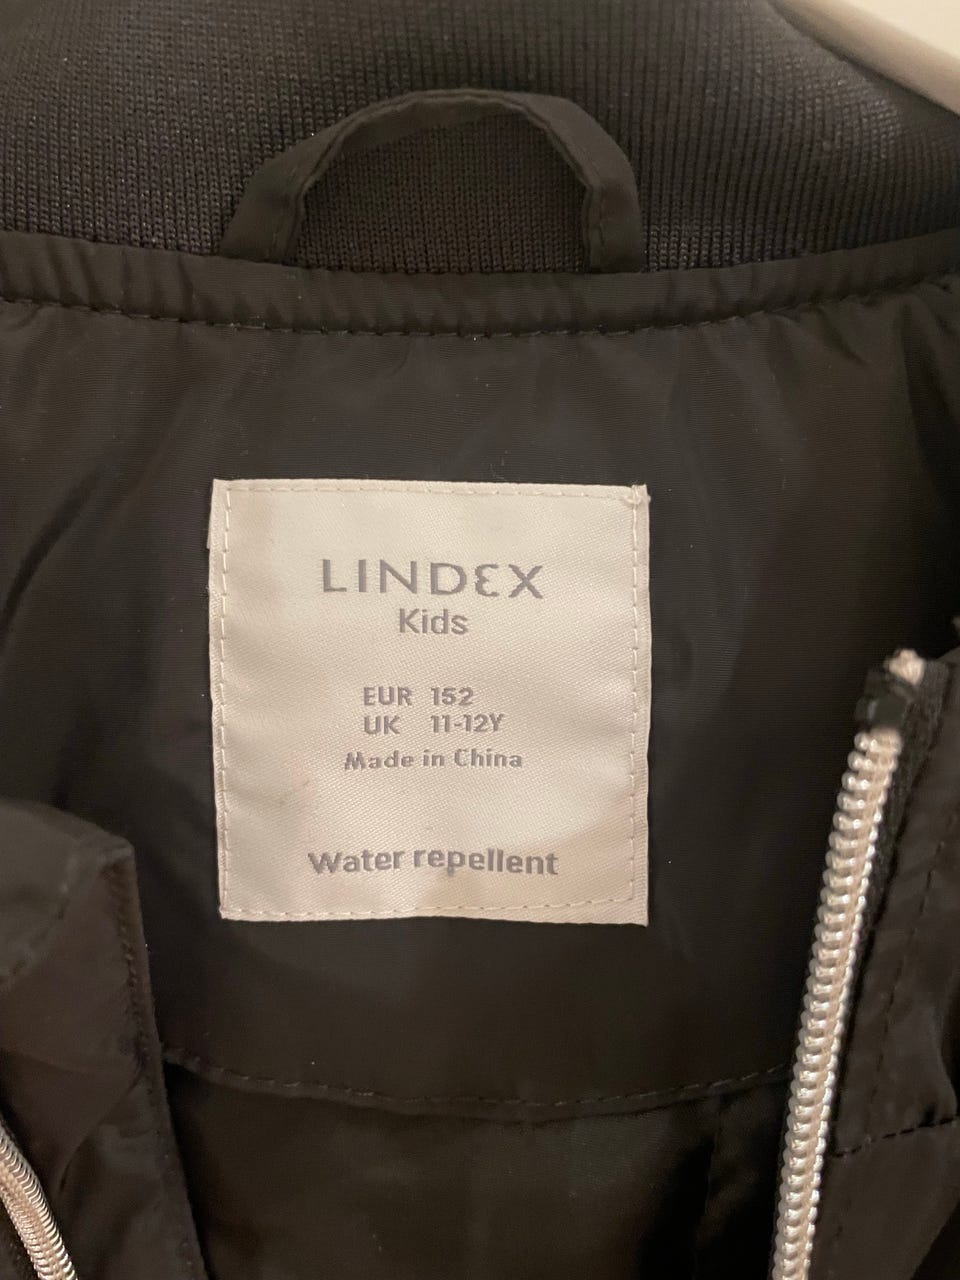 LINDEX
Kids
EUR 152
UK 11-12Y
Made in China
Water repellent